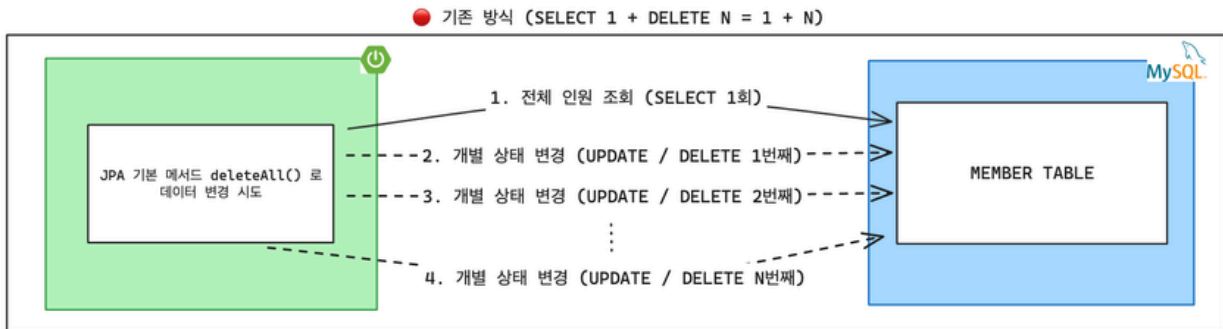 🔴 기존 방식 (SELECT 1 + DELETE N = 1 + N)
MySQL
1. 전체 인원 조회 (SELECT 1회)
2. 개별 상태 변경 (UPDATE / DELETE 1번째)
JPA 기본 메서드 deleteAll() 로
데이터 변경 시도
MEMBER TABLE
3. 개별 상태 변경 (UPDATE / DELETE 2번째)
4. 개별 상태 변경 (UPDATE / DELETE N번째)